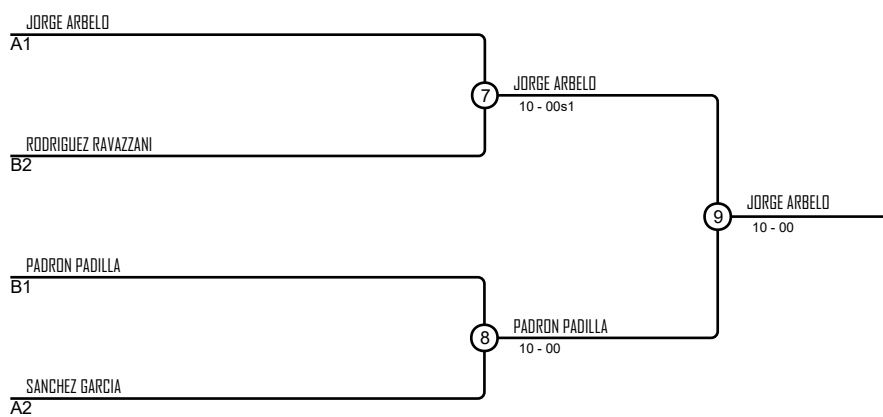 JORGE ARBELO
A1
7
JORGE ARBELO
10 - 00s1
RODRIGUEZ RAVAZZANI
B2
9
JORGE ARBELO
10 - 00
PADRON PADILLA
B1
8
PADRON PADILLA
10 - 00
SANCHEZ GARCIA
A2